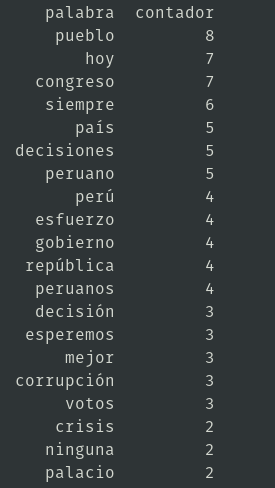 palabra contador
pueblo 8
hoy 7
congreso 7
siempre 6
país 5
decisiones 5
peruano 5
perú 4
esfuerzo 4
gobierno 4
república 4
peruanos 4
decisión 3
esperemos 3
mejor 3
corrupción 3
votos 3
crisis 2
ninguna 2
palacio 2